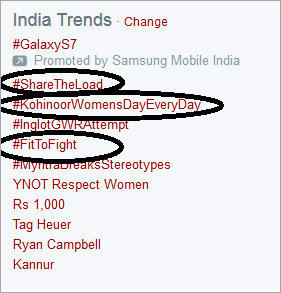 India Trends · Change
#GalaxyS7
Promoted by Samsung Mobile India
#ShareTheLoad
#KohinoorWomensDayEveryDay
#InglotGWRAttempt
#FitToFight
#MyntraBreaksStereotypes
YNOT Respect Women
Rs 1,000
Tag Heuer
Ryan Campbell
Kannur